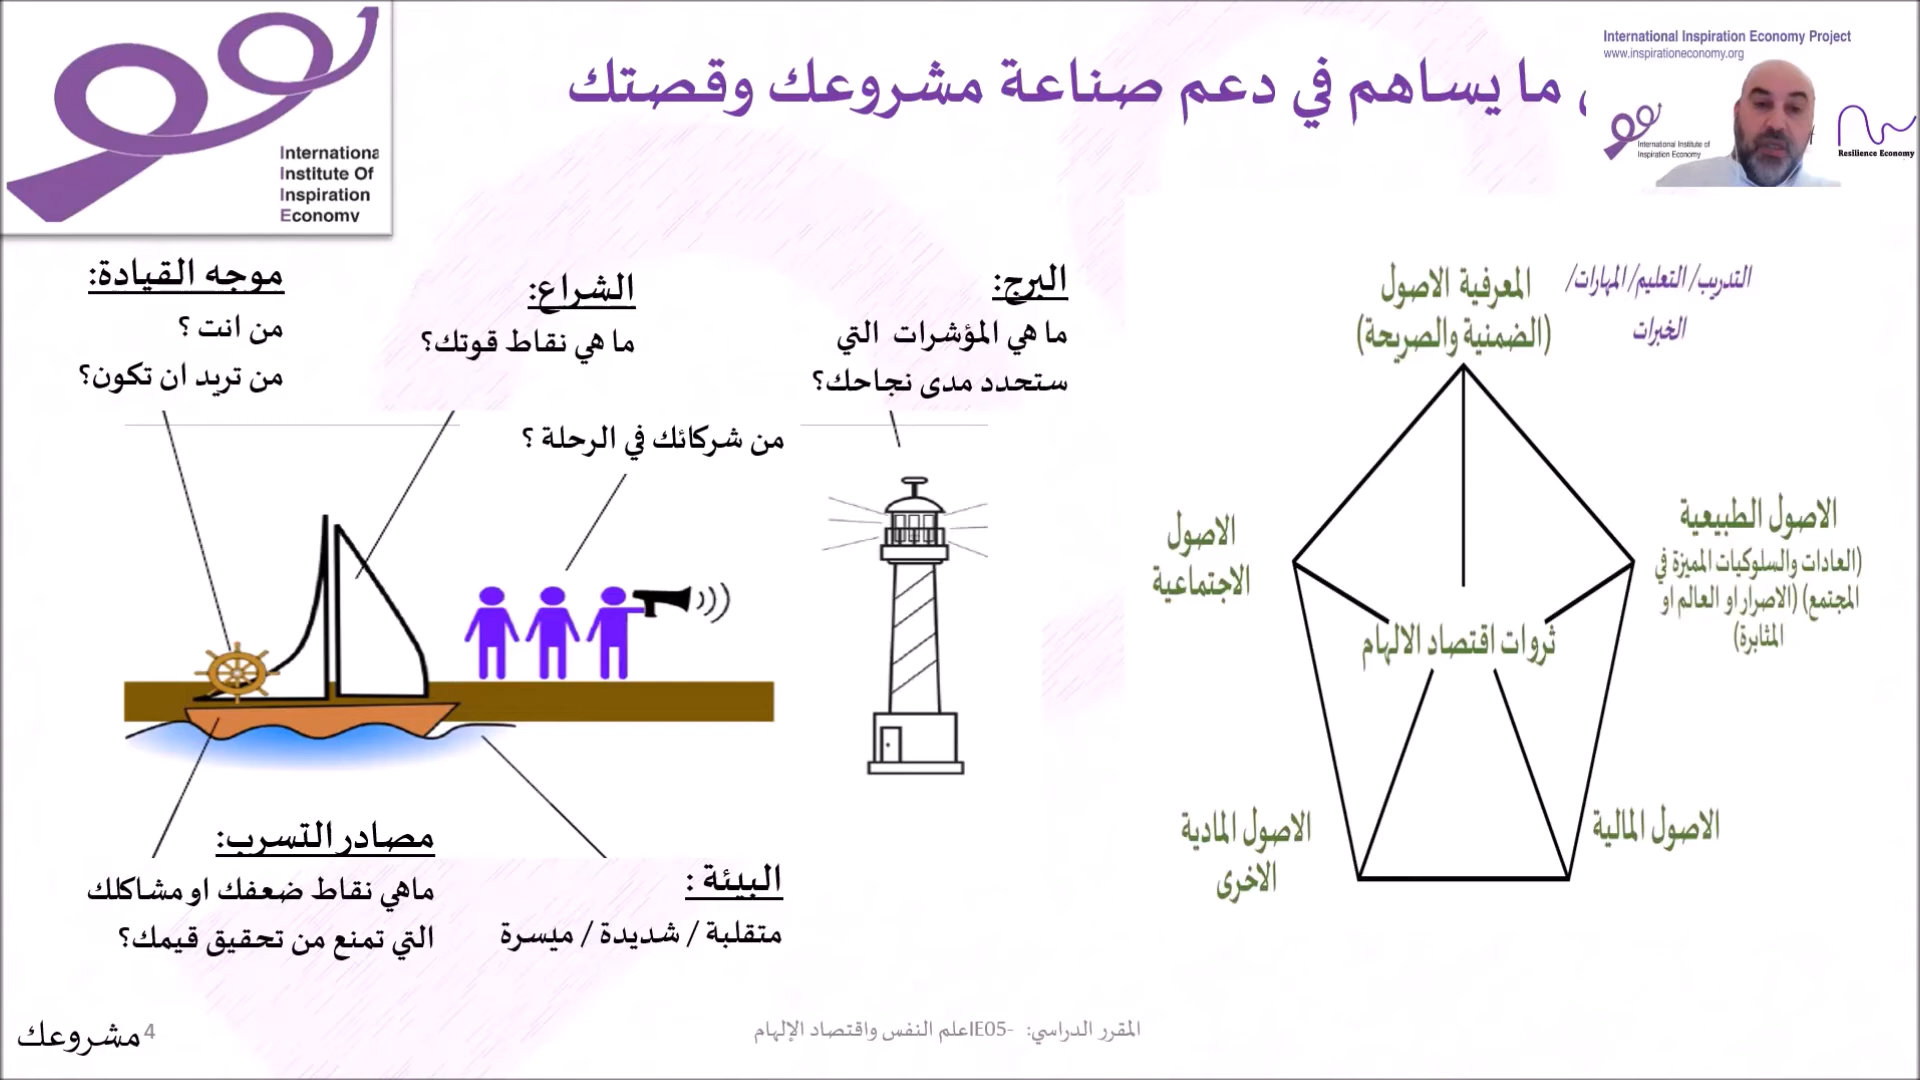 Internationa
Institute Of
Inspiration
Economy
ما يساهم في دعم صناعة مشروعك وقصتك
International Inspiration Economy Project
www.inspirationeconomy.org
International Institute of
Inspiration Economy
Resilience Economy
البرج:
ما هي المؤشرات التي
ستحدد مدى نجاحك؟
الشراع:
ما هي نقاط قوتك؟
موجه القيادة:
من انت ؟
من تريد ان تكون؟
من شركائك في الرحلة ؟
مصادر التسرب:
ماهي نقاط ضعفك او مشاكلك
التي تمنع من تحقيق قيمك؟
البيئة :
متقلبة / شديدة / ميسرة
التدريب/ التعليم/ المهارات/
الخبرات
المعرفية الاصول
(الضمنية والصريحة)
الاصول الطبيعية
(العادات والسلوكيات المميزة في
المجتمع) (الاصرار او العالم او
المثابرة)
الاصول
الاجتماعية
ثروات اقتصاد الالهام
الاصول المالية
الاصول المادية
الاخرى
المقرر الدراسي: -IE05علم النفس واقتصاد الإلهام
مشروعك
4